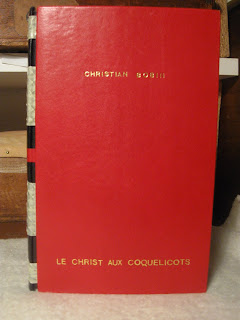 CHRISTIAN BOBIN
LE CHRIST AUX COQUELICOTS